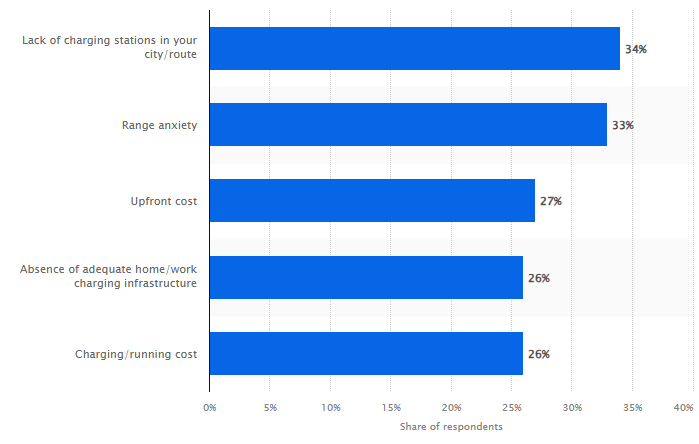 Lack of charging stations in your
city/route
34%
Range anxiety
33%
Upfront cost
27%
Absence of adequate home/work
charging infrastructure
26%
Charging/running cost
26%
0% 5% 10% 15% 20% 25% 30% 35% 40%
Share of respondents